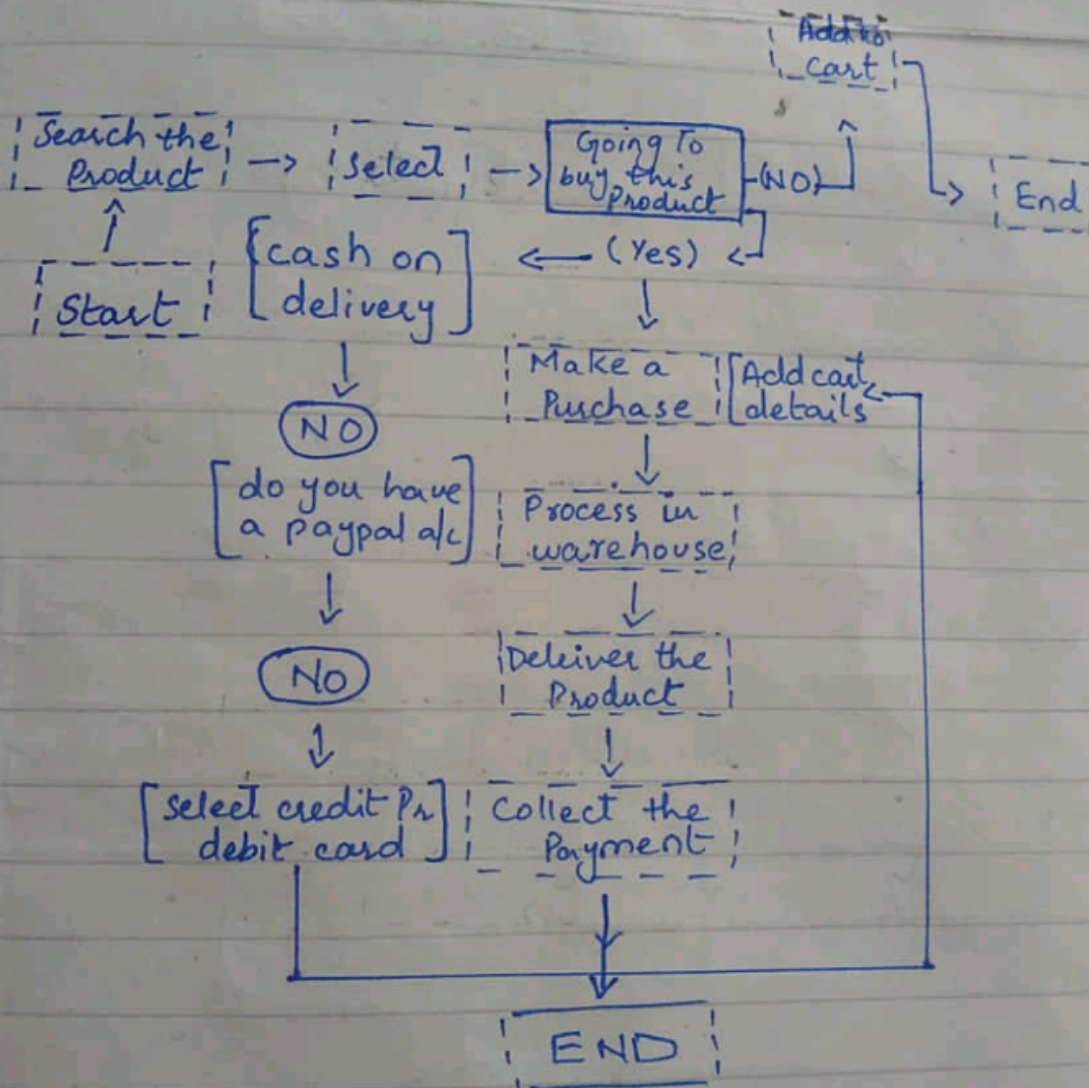 Add to
cart
Search the
Product
Select
Going To
buy this
Product
(NO)
End
Start
cash on
delivery
(Yes)
Make a
Purchase
Add cart
details
NO
do you have
a paypal a/c
Process in
warehouse
NO
Deleiver the
Product
Select credit Pr
debit card
Collect the
Payment
END